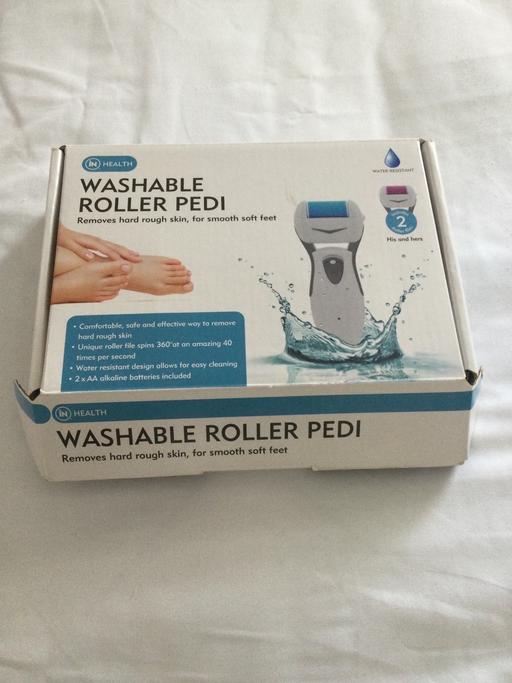 IN HEALTH
WASHABLE
ROLLER PEDI
Removes hard rough skin, for smooth soft feet
WATER RESISTANT
2
His and hers
• Comfortable, safe and effective way to remove
hard rough skin
• Unique roller file spins 360°at an amazing 40
times per second
• Water resistant design allows for easy cleaning
• 2 x AA alkaline batteries included
IN HEALTH
WASHABLE ROLLER PEDI
Removes hard rough skin, for smooth soft feet